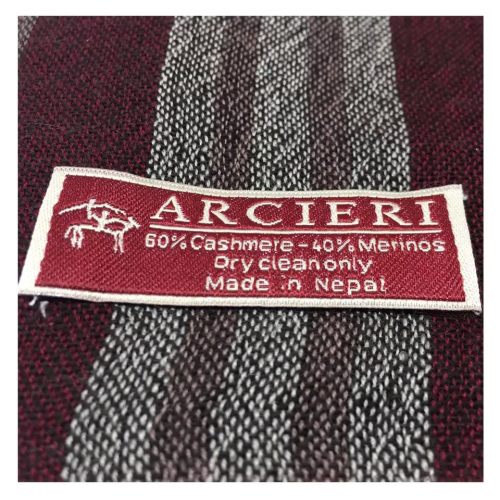 ARCIERI
60% Cashmere - 40% Merinos
Dry clean only
Made in Nepal